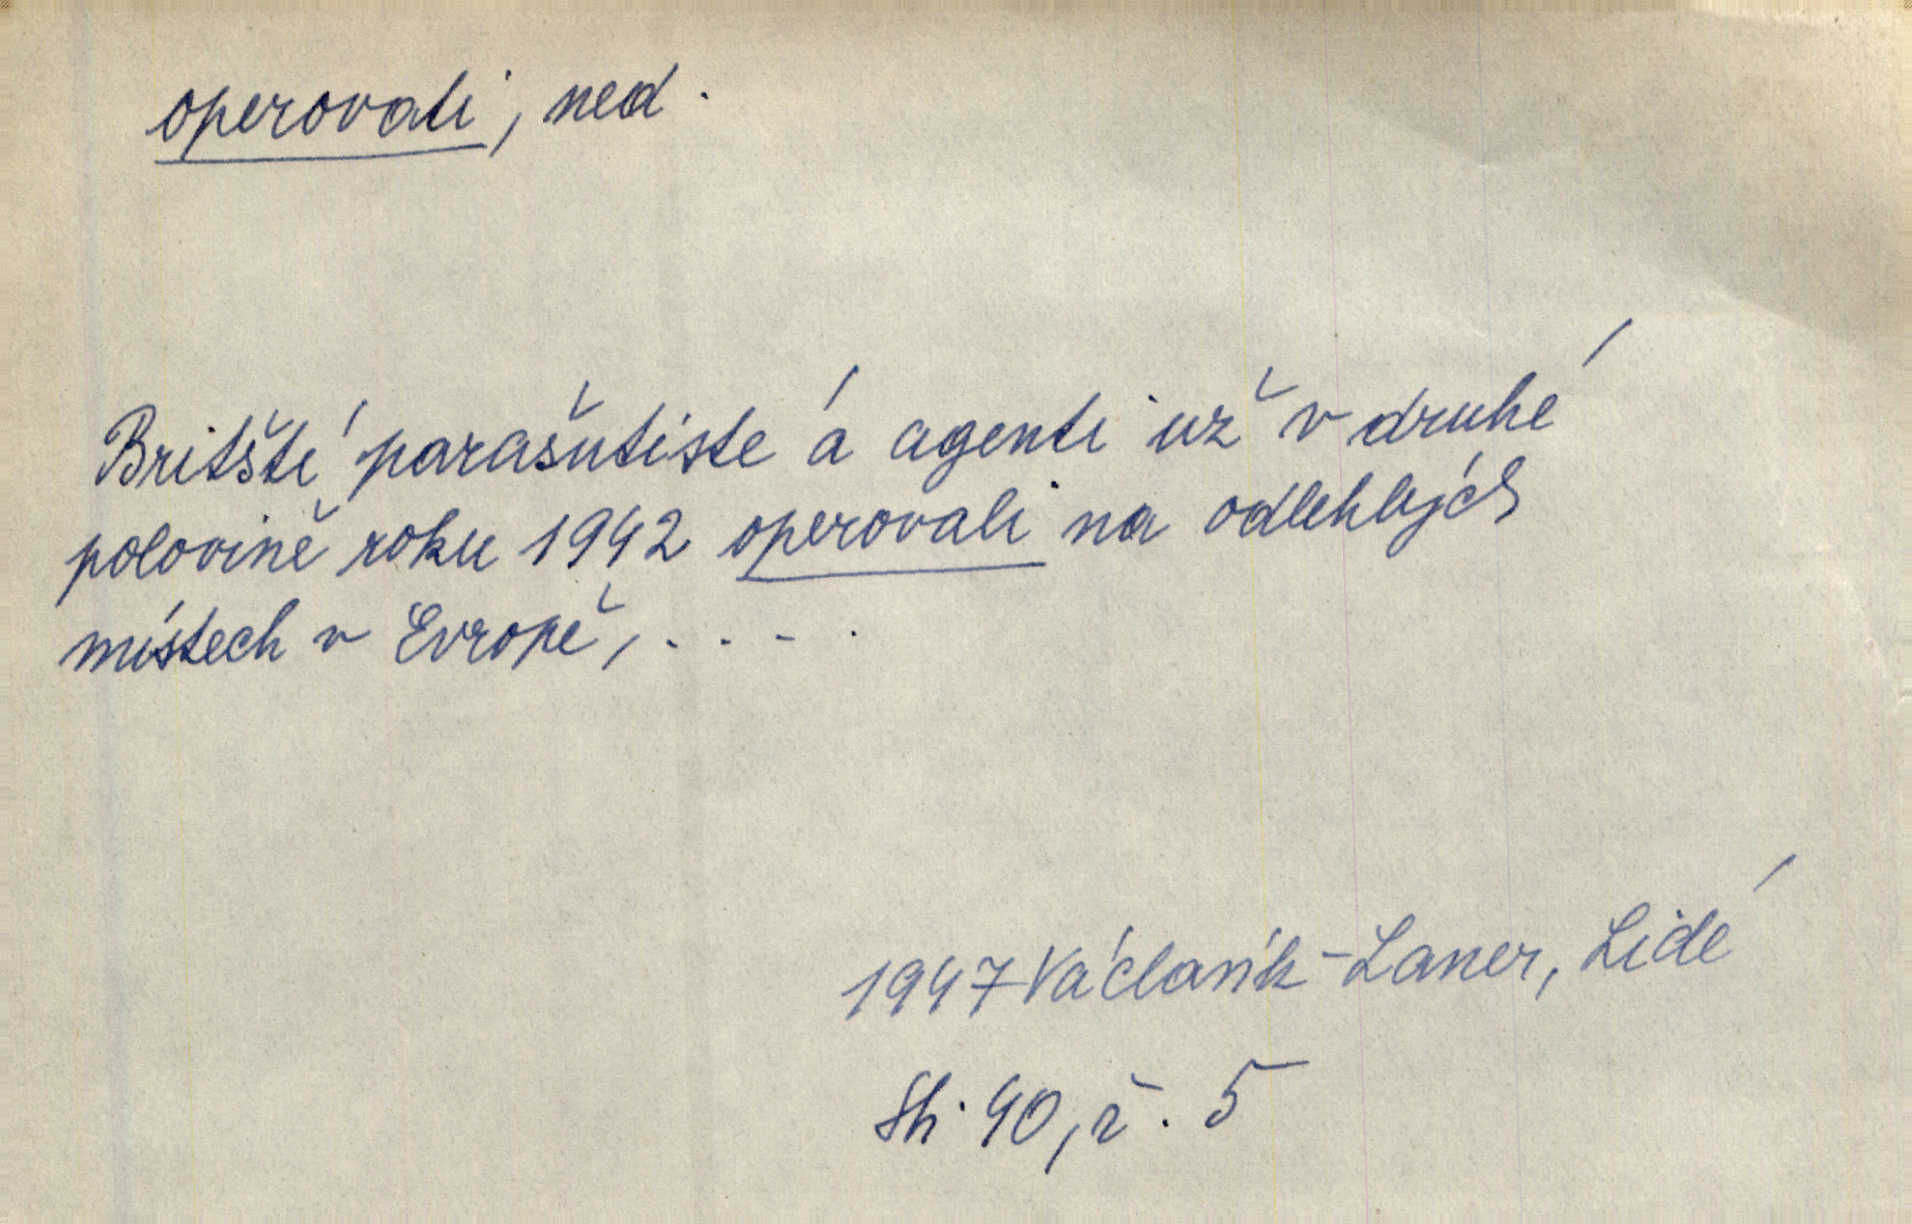 operovati, ned.
Britští parašutisté a agenti už v druhé
polovině roku 1942 operovali na odlehlých
místech v Evropě, . . - .
1947 Václavík-Laner, Lidé
Str. 40, ř. 5